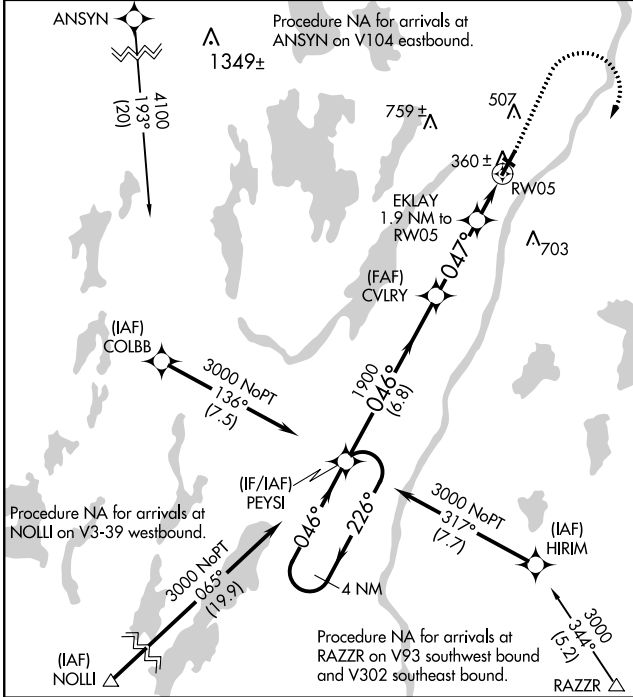 ANSYN
Procedure NA for arrivals at
ANSYN on V104 eastbound.
1349±
4100
193°
(20)
759 ±
507
360 ±
RW05
EKLAY
1.9 NM to
RW05
703
047°
(FAF)
CVLRY
(IAF)
COLBB
3000 NoPT
136°
(7.5)
1900
046°
(6.8)
(IF/IAF)
PEYSI
Procedure NA for arrivals at
NOLLI on V3-39 westbound.
046°
226°
4 NM
3000 NoPT
317°
(7.7)
(IAF)
HIRIM
3000 NoPT
065°
(19.9)
(IAF)
NOLLI
Procedure NA for arrivals at
RAZZR on V93 southwest bound
and V302 southeast bound.
3000
344°
(5.2)
RAZZR